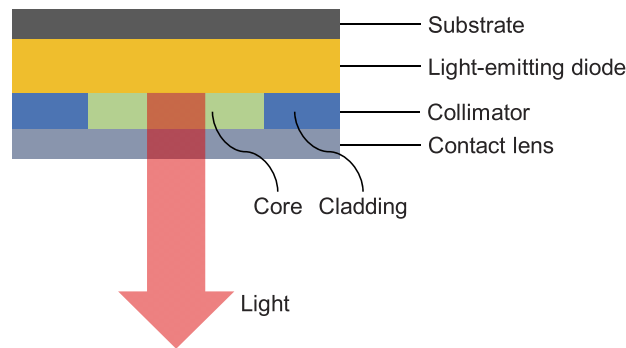 Substrate
Light-emitting diode
Collimator
Contact lens
Core
Cladding
Light